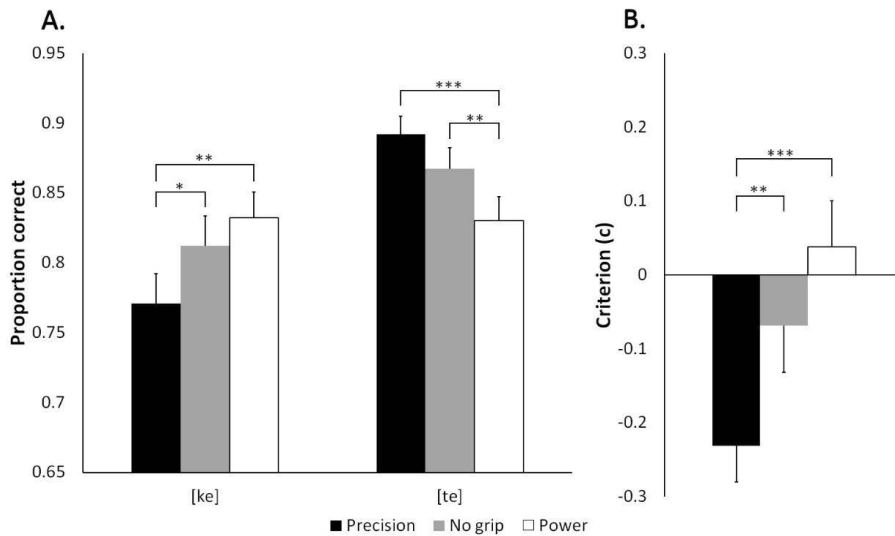 A.
B.
0.95
0.9
0.85
0.8
0.75
0.7
0.65
Proportion correct
***
**
**
*
[ke]
[te]
0.3
0.2
0.1
0
-0.1
-0.2
-0.3
Criterion (c)
***
**
Precision No grip Power